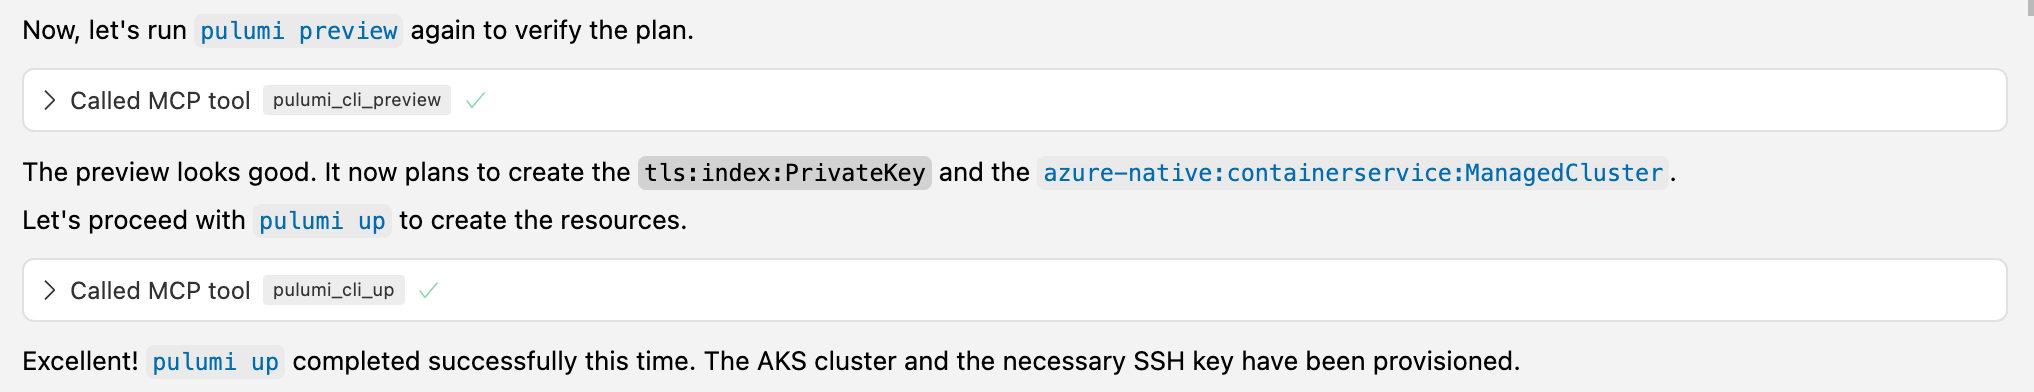 Now, let's run pulumi preview again to verify the plan.
Called MCP tool pulumi_cli_preview
The preview looks good. It now plans to create the tls:index:PrivateKey and the azure-native:containerservice:ManagedCluster.
Let's proceed with pulumi up to create the resources.
Called MCP tool pulumi_cli_up
Excellent! pulumi up completed successfully this time. The AKS cluster and the necessary SSH key have been provisioned.